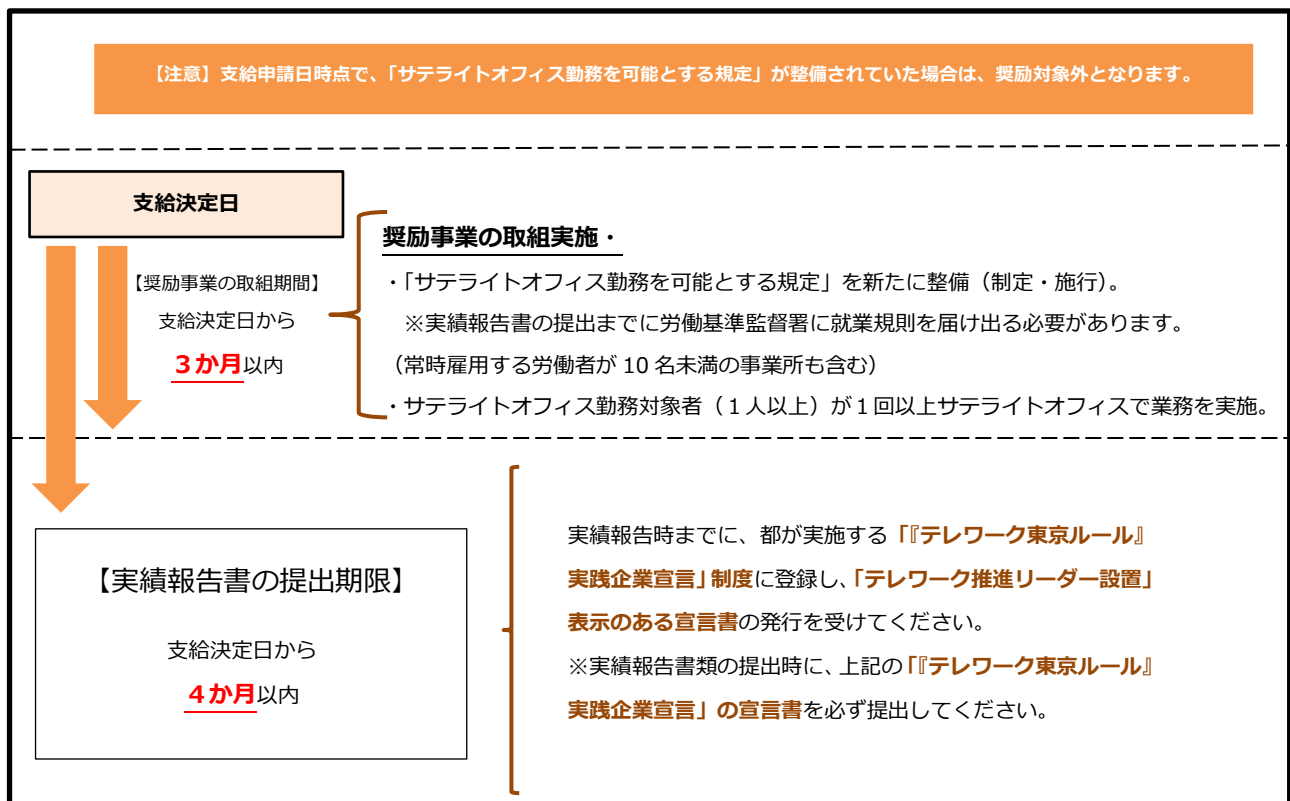 【注意】支給申請日時点で、「サテライトオフィス勤務を可能とする規定」が整備されていた場合は、奨励対象外となります。
支給決定日
【奨励事業の取組期間】
支給決定日から
３か月以内
奨励事業の取組実施・
・「サテライトオフィス勤務を可能とする規定」を新たに整備（制定・施行）。
※実績報告書の提出までに労働基準監督署に就業規則を届け出る必要があります。
（常時雇用する労働者が 10 名未満の事業所も含む）
・サテライトオフィス勤務対象者（１人以上）が１回以上サテライトオフィスで業務を実施。
【実績報告書の提出期限】
支給決定日から
４か月以内
実績報告時までに、都が実施する「『テレワーク東京ルール』
実践企業宣言」制度に登録し、「テレワーク推進リーダー設置」
表示のある宣言書の発行を受けてください。
※実績報告書類の提出時に、上記の「『テレワーク東京ルール』
実践企業宣言」の宣言書を必ず提出してください。